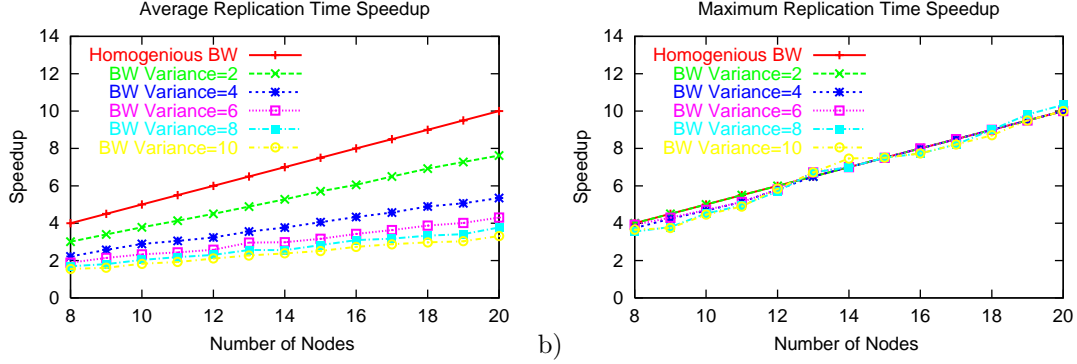 Average Replication Time Speedup
14
12
10
8
6
4
2
0
Speedup
Homogenious BW
BW Variance=2
BW Variance=4
BW Variance=6
BW Variance=8
BW Variance=10
8 10 12 14 16 18 20
Number of Nodes
b)
Maximum Replication Time Speedup
14
12
10
8
6
4
2
0
Speedup
Homogenious BW
BW Variance=2
BW Variance=4
BW Variance=6
BW Variance=8
BW Variance=10
8 10 12 14 16 18 20
Number of Nodes